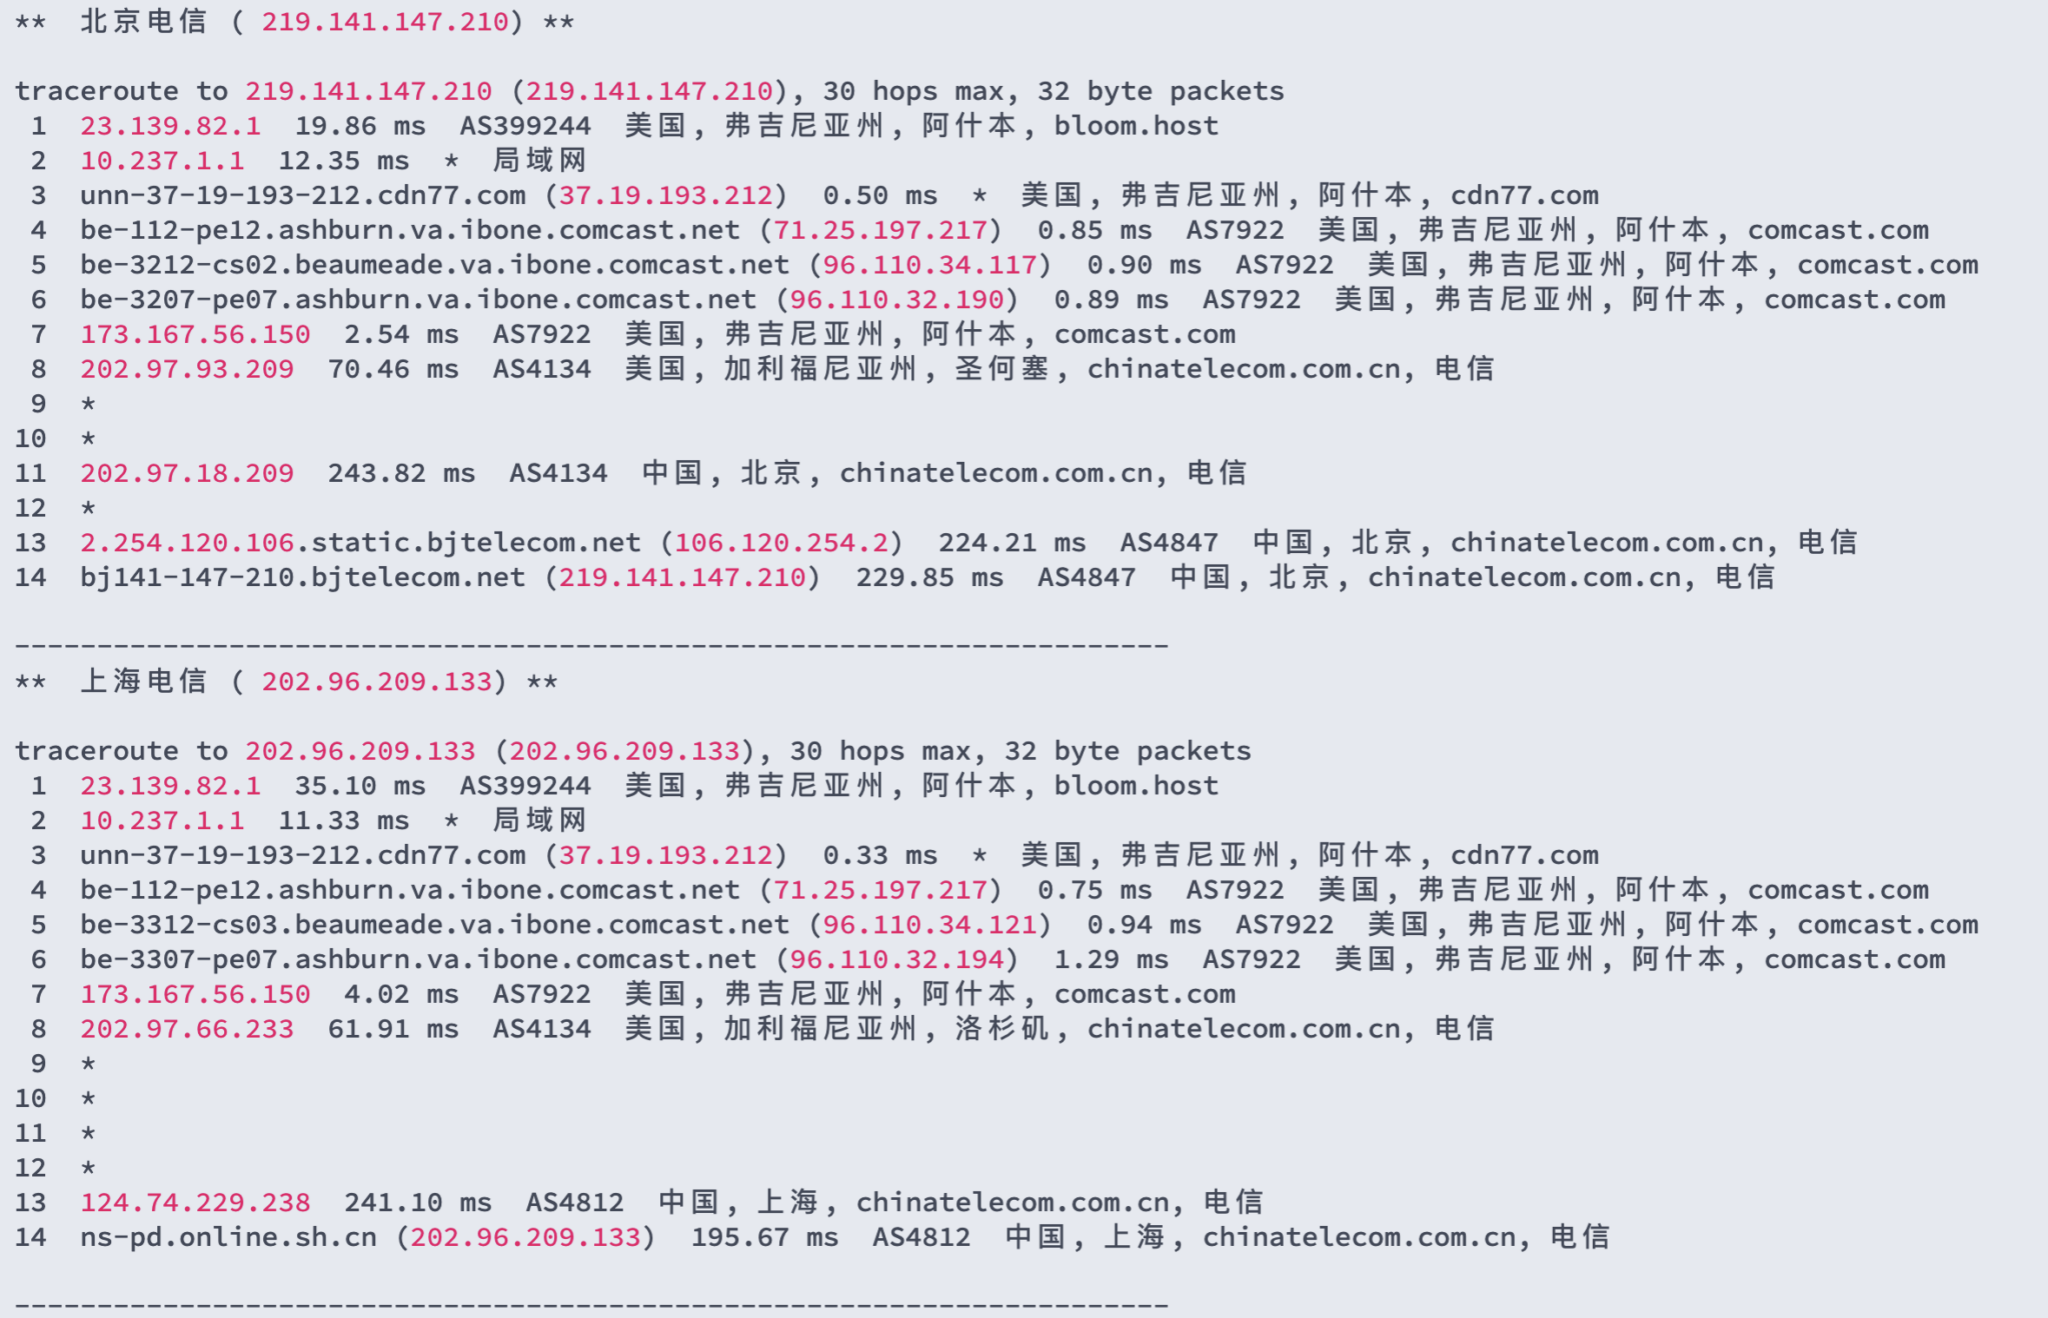 ** 北京电信 ( 219.141.147.210) **
traceroute to 219.141.147.210 (219.141.147.210), 30 hops max, 32 byte packets
1 23.139.82.1 19.86 ms AS399244 美国, 弗吉尼亚州, 阿什本, bloom.host
2 10.237.1.1 12.35 ms * 局域网
3 unn-37-19-193-212.cdn77.com (37.19.193.212) 0.50 ms * 美国, 弗吉尼亚州, 阿什本, cdn77.com
4 be-112-pe12.ashburn.va.ibone.comcast.net (71.25.197.217) 0.85 ms AS7922 美国, 弗吉尼亚州, 阿什本, comcast.com
5 be-3212-cs02.beaumeade.va.ibone.comcast.net (96.110.34.117) 0.90 ms AS7922 美国, 弗吉尼亚州, 阿什本, comcast.com
6 be-3207-pe07.ashburn.va.ibone.comcast.net (96.110.32.190) 0.89 ms AS7922 美国, 弗吉尼亚州, 阿什本, comcast.com
7 173.167.56.150 2.54 ms AS7922 美国, 弗吉尼亚州, 阿什本, comcast.com
8 202.97.93.209 70.46 ms AS4134 美国, 加利福尼亚州, 圣何塞, chinatelecom.com.cn, 电信
9 *
10 *
11 202.97.18.209 243.82 ms AS4134 中国, 北京, chinatelecom.com.cn, 电信
12 *
13 2.254.120.106.static.bjtelecom.net (106.120.254.2) 224.21 ms AS4847 中国, 北京, chinatelecom.com.cn, 电信
14 bj141-147-210.bjtelecom.net (219.141.147.210) 229.85 ms AS4847 中国, 北京, chinatelecom.com.cn, 电信
----------------------------------------------------------------------
** 上海电信 ( 202.96.209.133) **
traceroute to 202.96.209.133 (202.96.209.133), 30 hops max, 32 byte packets
1 23.139.82.1 35.10 ms AS399244 美国, 弗吉尼亚州, 阿什本, bloom.host
2 10.237.1.1 11.33 ms * 局域网
3 unn-37-19-193-212.cdn77.com (37.19.193.212) 0.33 ms * 美国, 弗吉尼亚州, 阿什本, cdn77.com
4 be-112-pe12.ashburn.va.ibone.comcast.net (71.25.197.217) 0.75 ms AS7922 美国, 弗吉尼亚州, 阿什本, comcast.com
5 be-3312-cs03.beaumeade.va.ibone.comcast.net (96.110.34.121) 0.94 ms AS7922 美国, 弗吉尼亚州, 阿什本, comcast.com
6 be-3307-pe07.ashburn.va.ibone.comcast.net (96.110.32.194) 1.29 ms AS7922 美国, 弗吉尼亚州, 阿什本, comcast.com
7 173.167.56.150 4.02 ms AS7922 美国, 弗吉尼亚州, 阿什本, comcast.com
8 202.97.66.233 61.91 ms AS4134 美国, 加利福尼亚州, 洛杉矶, chinatelecom.com.cn, 电信
9 *
10 *
11 *
12 *
13 124.74.229.238 241.10 ms AS4812 中国, 上海, chinatelecom.com.cn, 电信
14 ns-pd.online.sh.cn (202.96.209.133) 195.67 ms AS4812 中国, 上海, chinatelecom.com.cn, 电信
----------------------------------------------------------------------